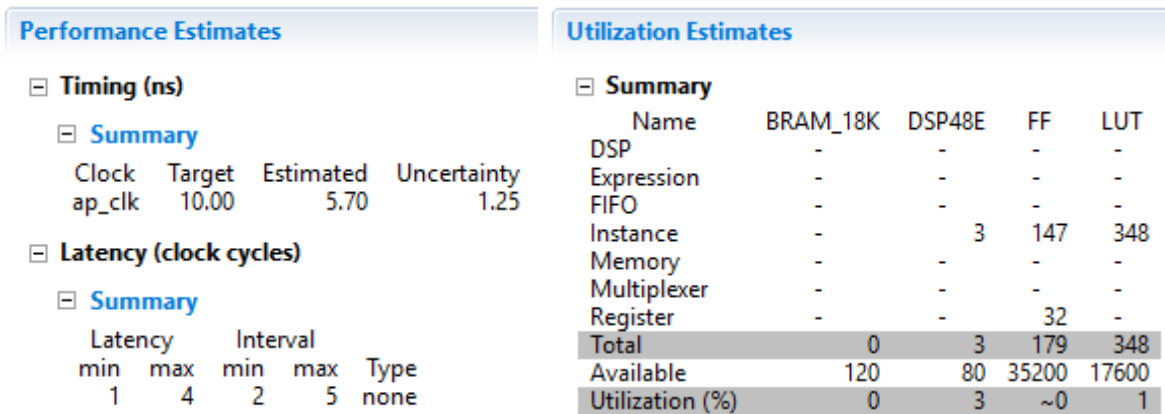 Performance Estimates
Timing (ns)
Summary
Clock Target Estimated Uncertainty
ap_clk 10.00 5.70 1.25
Latency (clock cycles)
Summary
Latency Interval
min max min max Type
1 4 2 5 none
Utilization Estimates
Summary
Name BRAM_18K DSP48E FF LUT
DSP - - - -
Expression - - - -
FIFO - - - -
Instance - 3 147 348
Memory - - - -
Multiplexer - - - -
Register - - 32 -
Total 0 3 179 348
Available 120 80 35200 17600
Utilization (%) 0 3 ~0 1